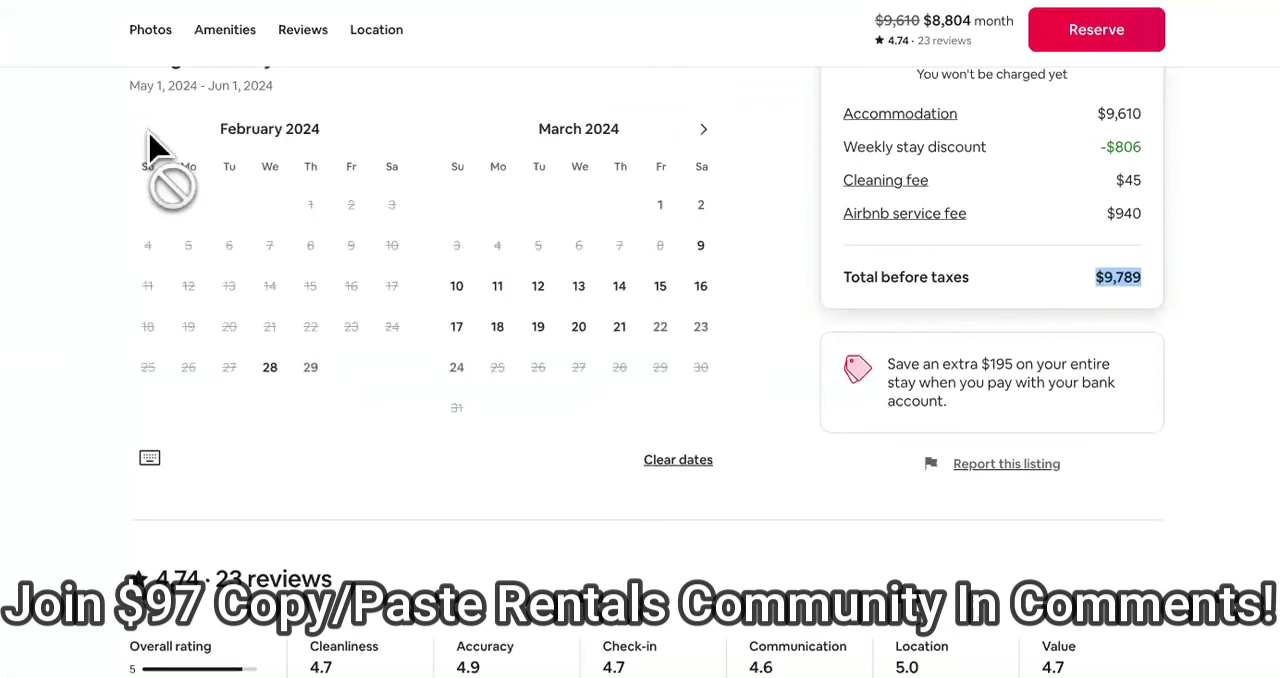 Photos Amenities Reviews Location
$9,610 $8,804 month
★ 4.74 · 23 reviews
Reserve
May 1, 2024 - Jun 1, 2024
February 2024
Su Mo Tu We Th Fr Sa
1 2 3
4 5 6 7 8 9 10
11 12 13 14 15 16 17
18 19 20 21 22 23 24
25 26 27 28 29
March 2024
Su Mo Tu We Th Fr Sa
1 2
3 4 5 6 7 8 9
10 11 12 13 14 15 16
17 18 19 20 21 22 23
24 25 26 27 28 29 30
31
Clear dates
You won't be charged yet
Accommodation $9,610
Weekly stay discount -$806
Cleaning fee $45
Airbnb service fee $940
Total before taxes $9,789
Save an extra $195 on your entire
stay when you pay with your bank
account.
Report this listing
★ 4.74 · 23 reviews
Join $97 Copy/Paste Rentals Community In Comments!
Overall rating Cleanliness Accuracy Check-in Communication Location Value
5 4.7 4.9 4.7 4.6 5.0 4.7